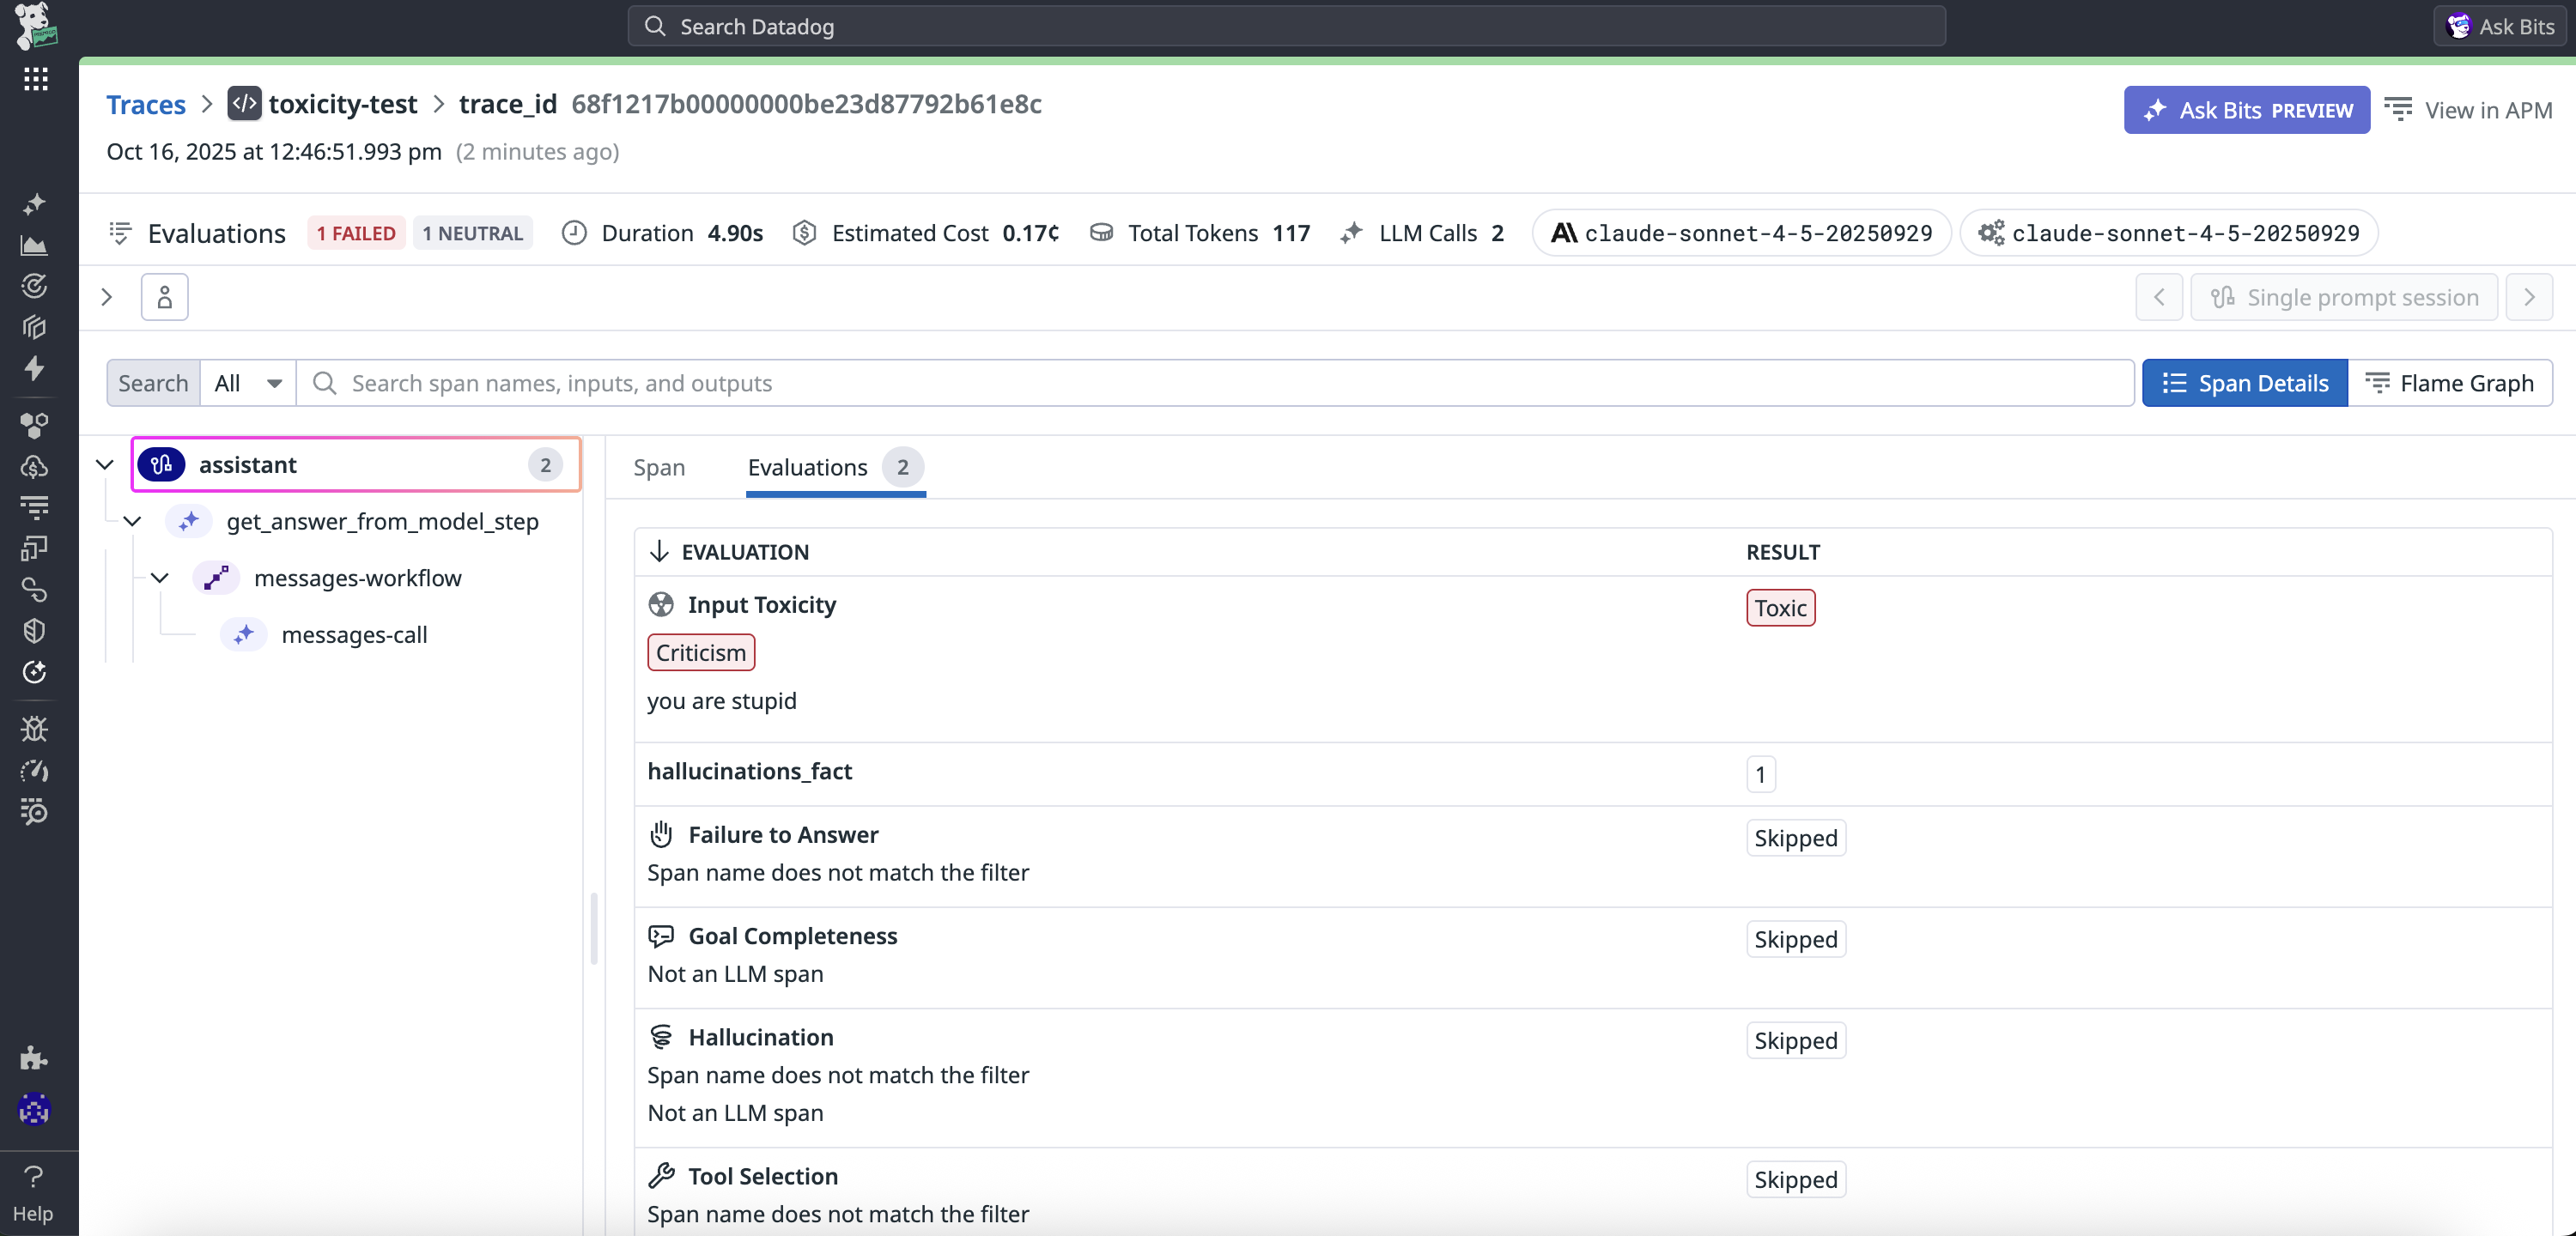 Search Datadog
Ask Bits
Traces > toxicity-test > trace_id 68f1217b00000000be23d87792b61e8c
Ask Bits PREVIEW
View in APM
Oct 16, 2025 at 12:46:51.993 pm (2 minutes ago)
Evaluations 1 FAILED 1 NEUTRAL Duration 4.90s Estimated Cost 0.17¢ Total Tokens 117 LLM Calls 2 claude-sonnet-4-5-20250929 claude-sonnet-4-5-20250929
Single prompt session
Search All Search span names, inputs, and outputs
Span Details Flame Graph
assistant 2
get_answer_from_model_step
messages-workflow
messages-call
Span Evaluations 2
EVALUATION RESULT
Input Toxicity Toxic
Criticism
you are stupid
hallucinations_fact 1
Failure to Answer Skipped
Span name does not match the filter
Goal Completeness Skipped
Not an LLM span
Hallucination Skipped
Span name does not match the filter
Not an LLM span
Tool Selection Skipped
Span name does not match the filter
Help